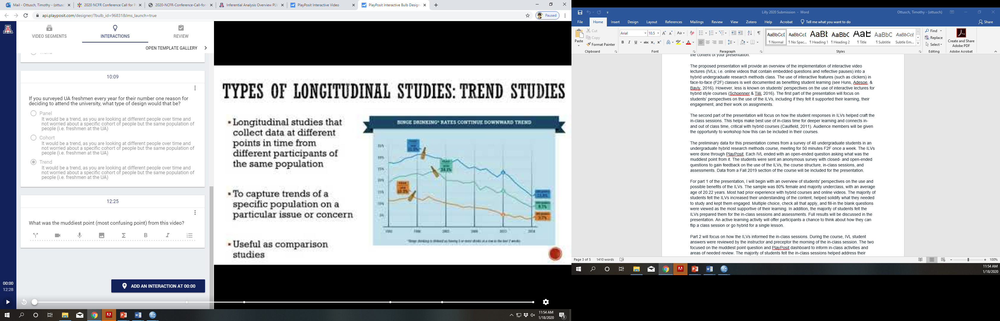 Mail - Ottusch, Timothy - (ottusc
2020 NCFR Conference Call for P
2020-NCFR-Conference-Call-for-
Inferential Analysis Overview PLV
PlayPosit Interactive Video
PlayPosit Interactive Bulb Design
api.playposit.com/designer/?bulb_id=96831&lms_launch=true
Paused
VIDEO SEGMENTS
INTERACTIONS
REVIEW
OPEN TEMPLATE GALLERY
Trend
10:09
If you surveyed UA freshmen every year for their number one reason for
deciding to attend the university, what type of design would that be?
Panel
It would be a trend, as you are looking at different people over time and
not worried about a specific cohort of people but the same population of
people (i.e. freshmen at the UA)
Cohort
It would be a trend, as you are looking at different people over time and
not worried about a specific cohort of people but the same population of
people (i.e. freshmen at the UA)
Trend
It would be a trend, as you are looking at different people over time and
not worried about a specific cohort of people but the same population of
people (i.e. freshmen at the UA)
12:25
What was the muddiest point (most confusing point) from this video?
B I
ADD AN INTERACTION AT 00:00
00:00
12:28
TYPES OF LONGITUDINAL STUDIES: TREND STUDIES
Longitudinal studies that
collect data at different
points in time from
different participants of
the same population
To capture trends of a
specific population on a
particular issue or concern
Useful as comparison
studies
BINGE DRINKING* RATES CONTINUE DOWNWARD TREND
11:54 AM
1/18/2020
3
Lilly 2020 Submission - Word
Ottusch, Timothy - (ottusch)
File Home Insert Design Layout References Mailings Review View Zotero Help Acrobat Tell me what you want to do Share
Paste
Cut
Copy
Format Painter
Clipboard
Arial 10.5
Font
Paragraph
AaBbCcI ¶ Normal
AaBbCcI ¶ No Spac...
AaBb ¶ Heading 1
AaBbC ¶ Heading 2
AaB ¶ Title
AaBbC ¶ Subtitle
AaBbCcI Subtle Em...
Styles
Find
Replace
Select
Editing
Create and Share
Adobe PDF
Adobe Acrobat
the content of your presentation.
The proposed presentation will provide an overview of the implementation of interactive video
lectures (IVLs; i.e. online videos that contain embedded questions and reflective pauses) into a
hybrid undergraduate research methods class. The use of interactive features (such as clickers) in
face-to-face (F2F) classes is well documented as benefiting student learning (see Huns, Adesoe, &
Bayly, 2016). However, less is known on students' perspectives on the use of interactive lectures for
hybrid style courses (Schoenner & Tiili, 2016). The first part of the presentation will focus on
students' perspectives on the use of the ILVs, including if they felt it supported their learning, their
engagement, and their work on assignments.
The second part of the presentation will focus on how the student responses in ILVs helped craft the
in-class sessions. This helps make best use of in-class time for deeper learning and connects in-
and out of class time, critical with hybrid courses (Caulfield, 2011). Audience members will be given
the opportunity to workshop how this can be included in their courses.
The preliminary data for this presentation comes from a survey of 48 undergraduate students in an
undergraduate hybrid research methods course, meeting for 50 minutes F2F once a week. The ILVs
were done through PlayPosit. Each IVL ended with an open-ended question asking what was the
muddiest point from it. The students were sent an anonymous survey with closed- and open-ended
questions to gain feedback on the use of the ILVs, the course structure, in-class sessions, and
assessments. Data from a Fall 2019 section of the course will be included for the presentation.
For part 1 of the presentation, I will begin with an overview of students' perspectives on the use and
possible benefits of the ILVs. The sample was 80% female and majority underclass, with an average
age of 20.22 years. Most had prior experience with hybrid courses and online videos. The majority of
students felt the ILVs increased their understanding of the content, helped solidify what they needed
to study and kept them engaged. Multiple choice, check all that apply, and fill-in the blank questions
were viewed as the most supportive of their learning. In addition, the majority of students felt the
ILVs prepared them for the in-class sessions and assessments. Full results will be discussed in the
presentation. An active learning activity will offer participants a chance to think about how they can
flip a class session or go hybrid for a single lesson.
Part 2 will focus on how the ILVs informed the in-class sessions. During the course, IVL student
answers were reviewed by the instructor and preceptor the morning of the in-class session. The two
focused on the muddiest point question and PlayPosit dashboard to inform in-class activities and
areas of needed review. The majority of students felt the in-class sessions helped address their
Page 3 of 5 1410 words
100%
11:54 AM
1/18/2020